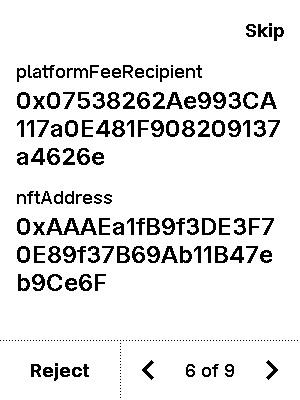 Skip
platformFeeRecipient
0x07538262Ae993CA
117a0E481F908209137
a4626e
nftAddress
0xAAAEa1fB9f3DE3F7
0E89f37B69Ab11B47e
b9Ce6F
Reject
6 of 9